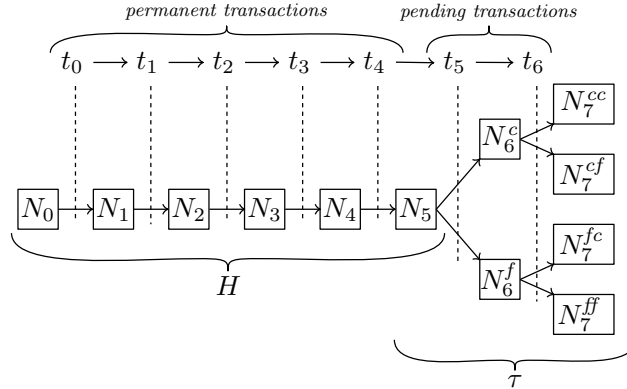 permanent transactions pending transactions
t₀ → t₁ → t₂ → t₃ → t₄ → t₅ → t₆
N₇ᶜᶜ
N₆ᶜ
N₇ᶜᶠ
N₀ N₁ N₂ N₃ N₄ N₅
N₇ᶠᶜ
N₆ᶠ
H
N₇ᶠᶠ
τ